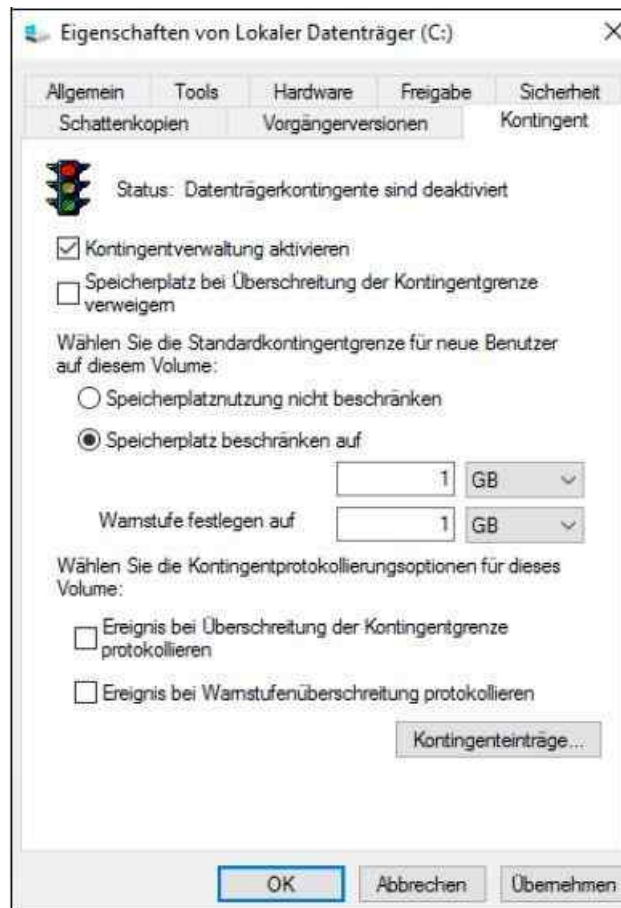 Eigenschaften von Lokaler Datenträger (C:)
Allgemein Tools Hardware Freigabe Sicherheit
Schattenkopien Vorgängerversionen Kontingent
Status: Datenträgerkontingente sind deaktiviert
Kontingentverwaltung aktivieren
Speicherplatz bei Überschreitung der Kontingentgrenze
verweigern
Wählen Sie die Standardkontingentgrenze für neue Benutzer
auf diesem Volume:
Speicherplatznutzung nicht beschränken
Speicherplatz beschränken auf
1 GB
Warnstufe festlegen auf 1 GB
Wählen Sie die Kontingentprotokollierungsoptionen für dieses
Volume:
Ereignis bei Überschreitung der Kontingentgrenze
protokollieren
Ereignis bei Warnstufenüberschreitung protokollieren
Kontingenteinträge...
OK Abbrechen Übernehmen